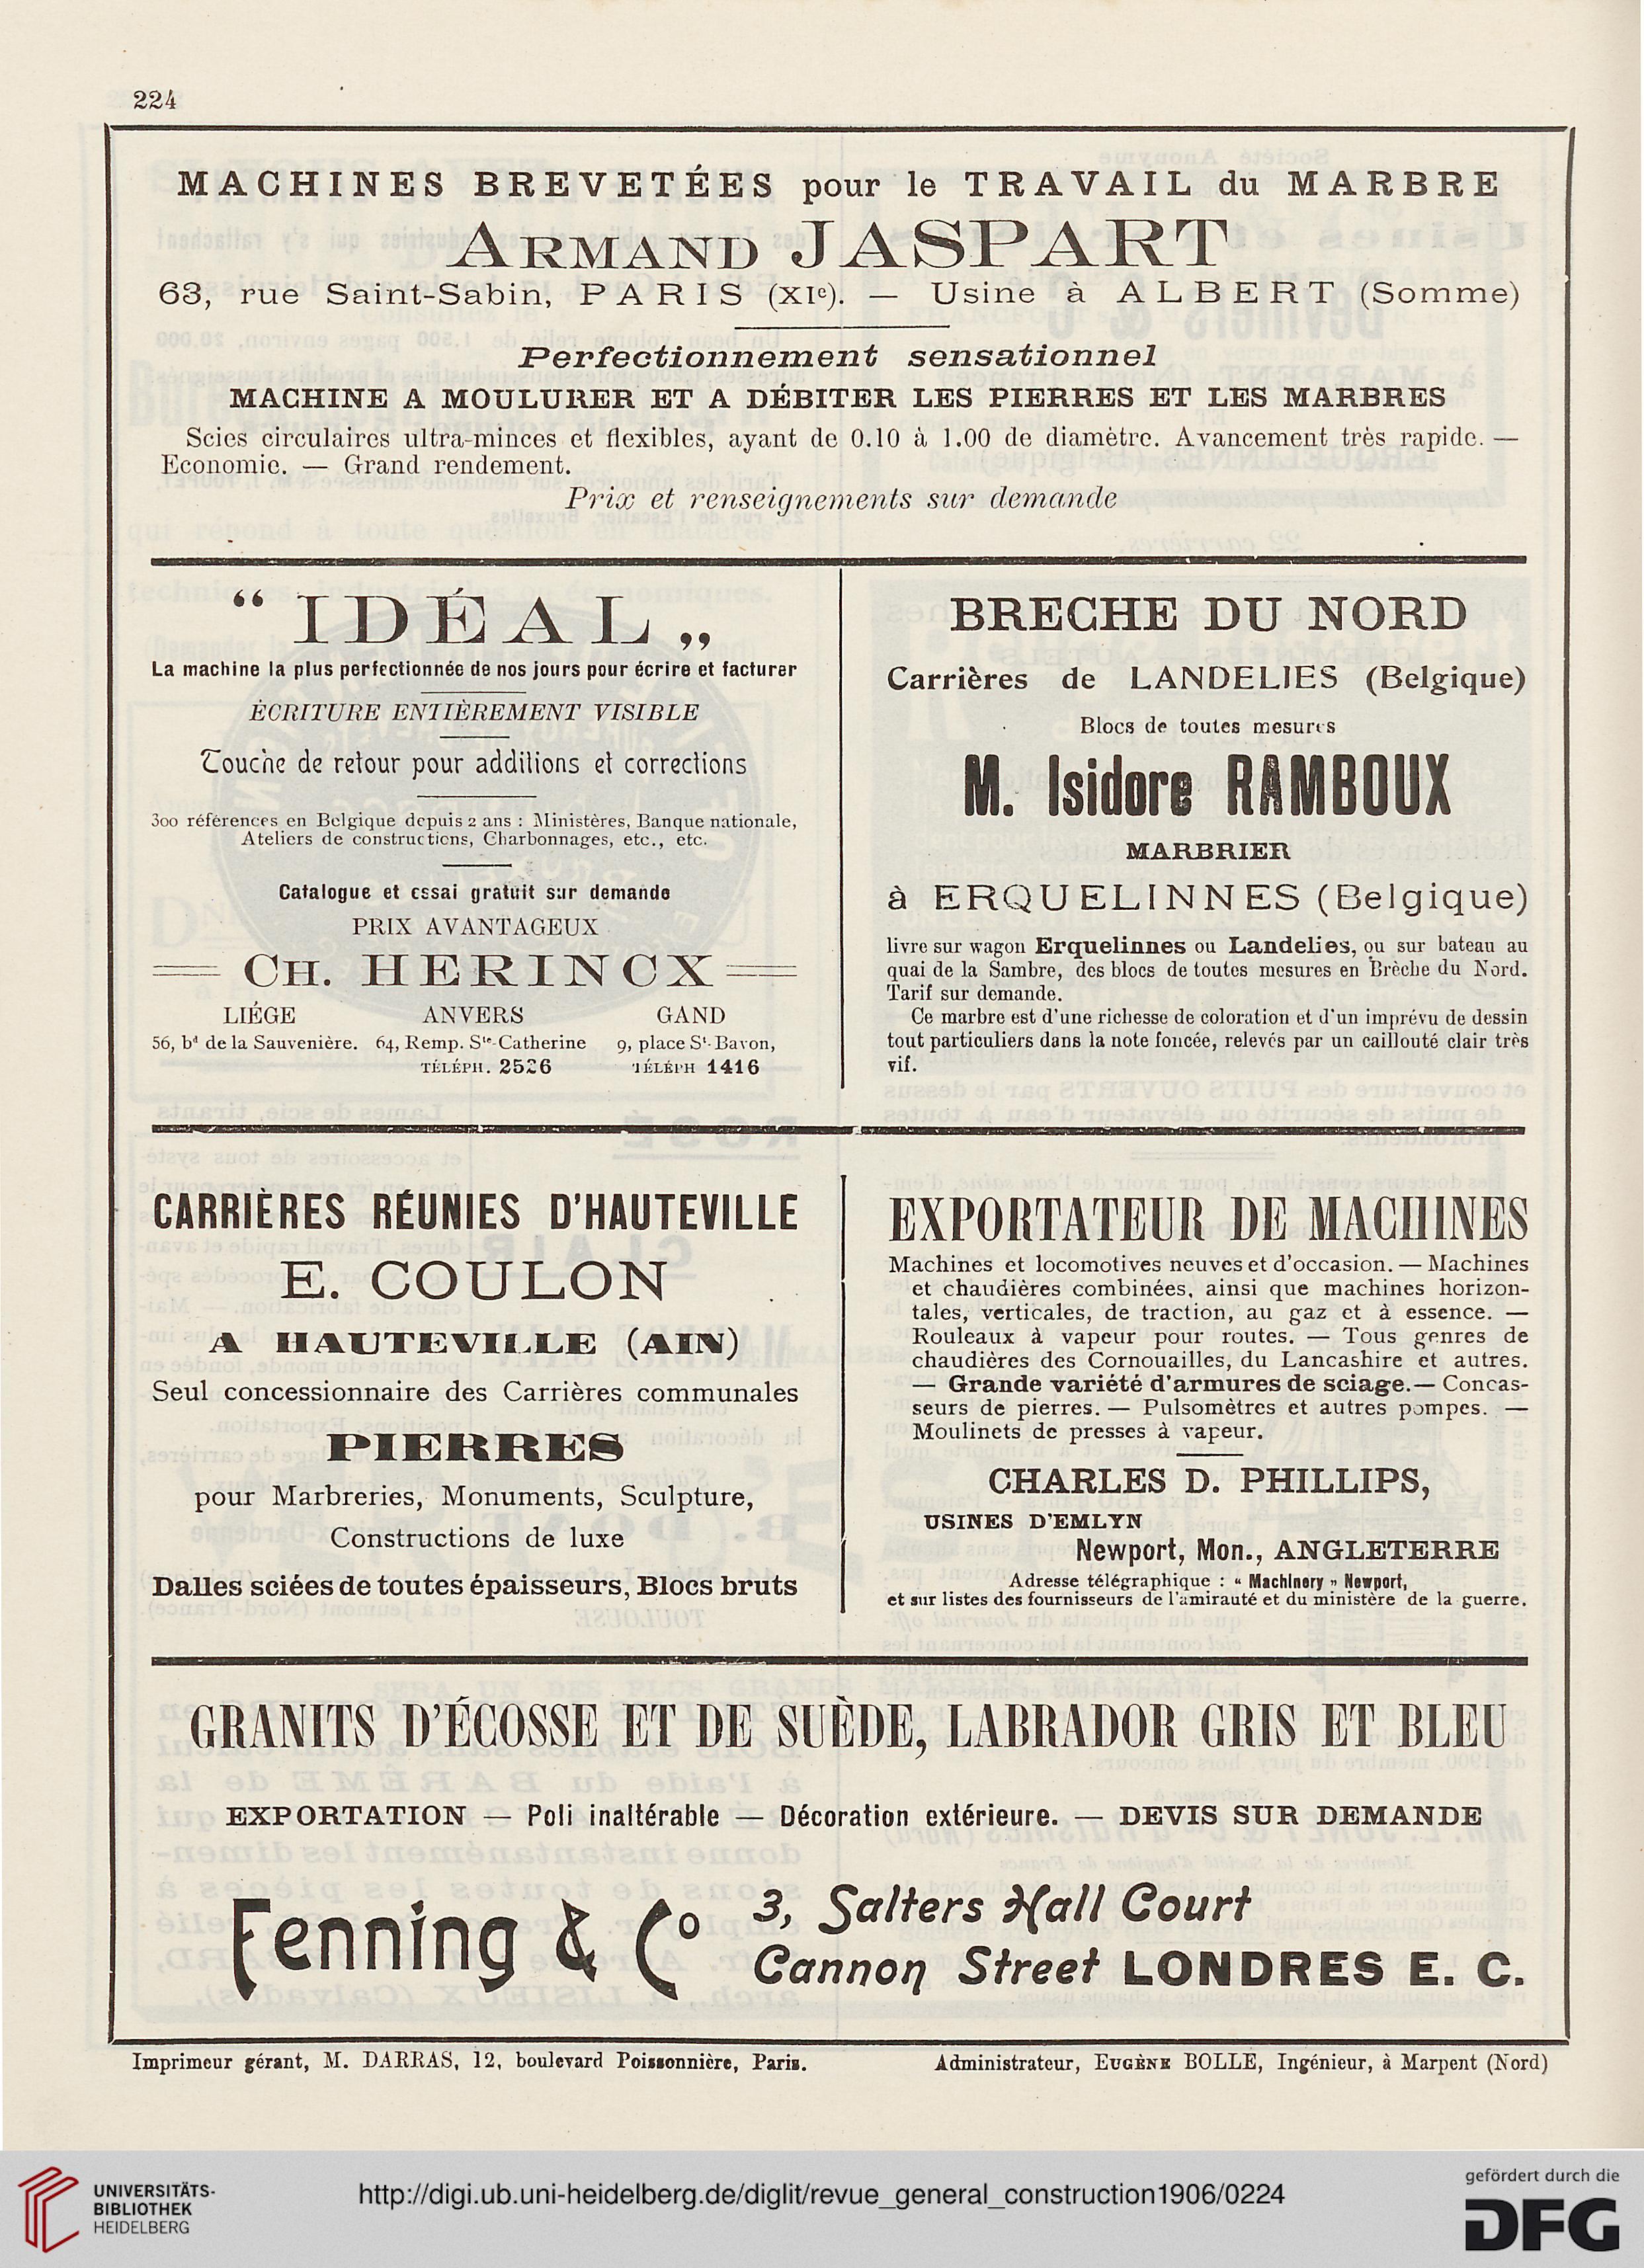 224
MACHINES BREVETÉES pour le TRAVAIL du MARBRE
ARMAND JASPART
63, rue Saint-Sabin, PARIS (XIe). — Usine à ALBERT (Somme)
Perfectionnement sensationnel
MACHINE A MOULURER ET A DÉBITER LES PIERRES ET LES MARBRES
Scies circulaires ultra-minces et flexibles, ayant de 0.10 à 1.00 de diamètre. Avancement très rapide. —
Economie. — Grand rendement.
Prix et renseignements sur demande
“ IDÉAL „
La machine la plus perfectionnée de nos jours pour écrire et facturer
ÉCRITURE ENTIÈREMENT VISIBLE
Touche de retour pour additions et corrections
300 références en Belgique depuis 2 ans : Ministères, Banque nationale,
Ateliers de constructions, Charbonnages, etc., etc.
Catalogue et essai gratuit sur demande
PRIX AVANTAGEUX
CH. HERINCX
LIÉGE ANVERS GAND
56, bd de la Sauvenière. 64, Remp. Ste-Catherine 9, place St-Bavon,
TÉLÉPH. 2526 TÉLÉPH 1416
BRECHE DU NORD
Carrières de LANDELIES (Belgique)
Blocs de toutes mesures
M. Isidore RAMBOUX
MARBRIER
à ERQUELINNES (Belgique)
livre sur wagon Erquelinnes ou Landelies, ou sur bateau au
quai de la Sambre, des blocs de toutes mesures en Brèche du Nord.
Tarif sur demande.
Ce marbre est d'une richesse de coloration et d'un imprévu de dessin
tout particuliers dans la note foncée, relevés par un caillouté clair très
vif.
CARRIÈRES RÉUNIES D'HAUTEVILLE
E. COULON
A HAUTEVILLE (AIN)
Seul concessionnaire des Carrières communales
PIERRES
pour Marbreries, Monuments, Sculpture,
Constructions de luxe
Dalles sciées de toutes épaisseurs, Blocs bruts
EXPORTATEUR DE MACHINES
Machines et locomotives neuves et d'occasion. — Machines
et chaudières combinées, ainsi que machines horizon-
tales, verticales, de traction, au gaz et à essence. —
Rouleaux à vapeur pour routes. — Tous genres de
chaudières des Cornouailles, du Lancashire et autres.
— Grande variété d'armures de sciage. — Concas-
seurs de pierres. — Pulsomètres et autres pompes. —
Moulinets de presses à vapeur.
CHARLES D. PHILLIPS,
USINES D'EMLYN
Newport, Mon., ANGLETERRE
Adresse télégraphique : « Machinery » Newport,
et sur listes des fournisseurs de l'amirauté et du ministère de la guerre.
GRANITS D'ÉCOSSE ET DE SUÈDE, LABRADOR GRIS ET BLEU
EXPORTATION — Poli inaltérable — Décoration extérieure. — DEVIS SUR DEMANDE
Fenning & Co
3, Salters Hall Court
Cannon Street LONDRES E. C.
Imprimeur gérant, M. DARRAS, 12, boulevard Poissonnière, Paris.
Administrateur, EUGÈNE BOLLE, Ingénieur, à Marpent (Nord)
UNIVERSITÄTS-
BIBLIOTHEK
HEIDELBERG
http://digi.ub.uni-heidelberg.de/diglit/revue_general_construction1906/0224
gefördert durch die
DFG